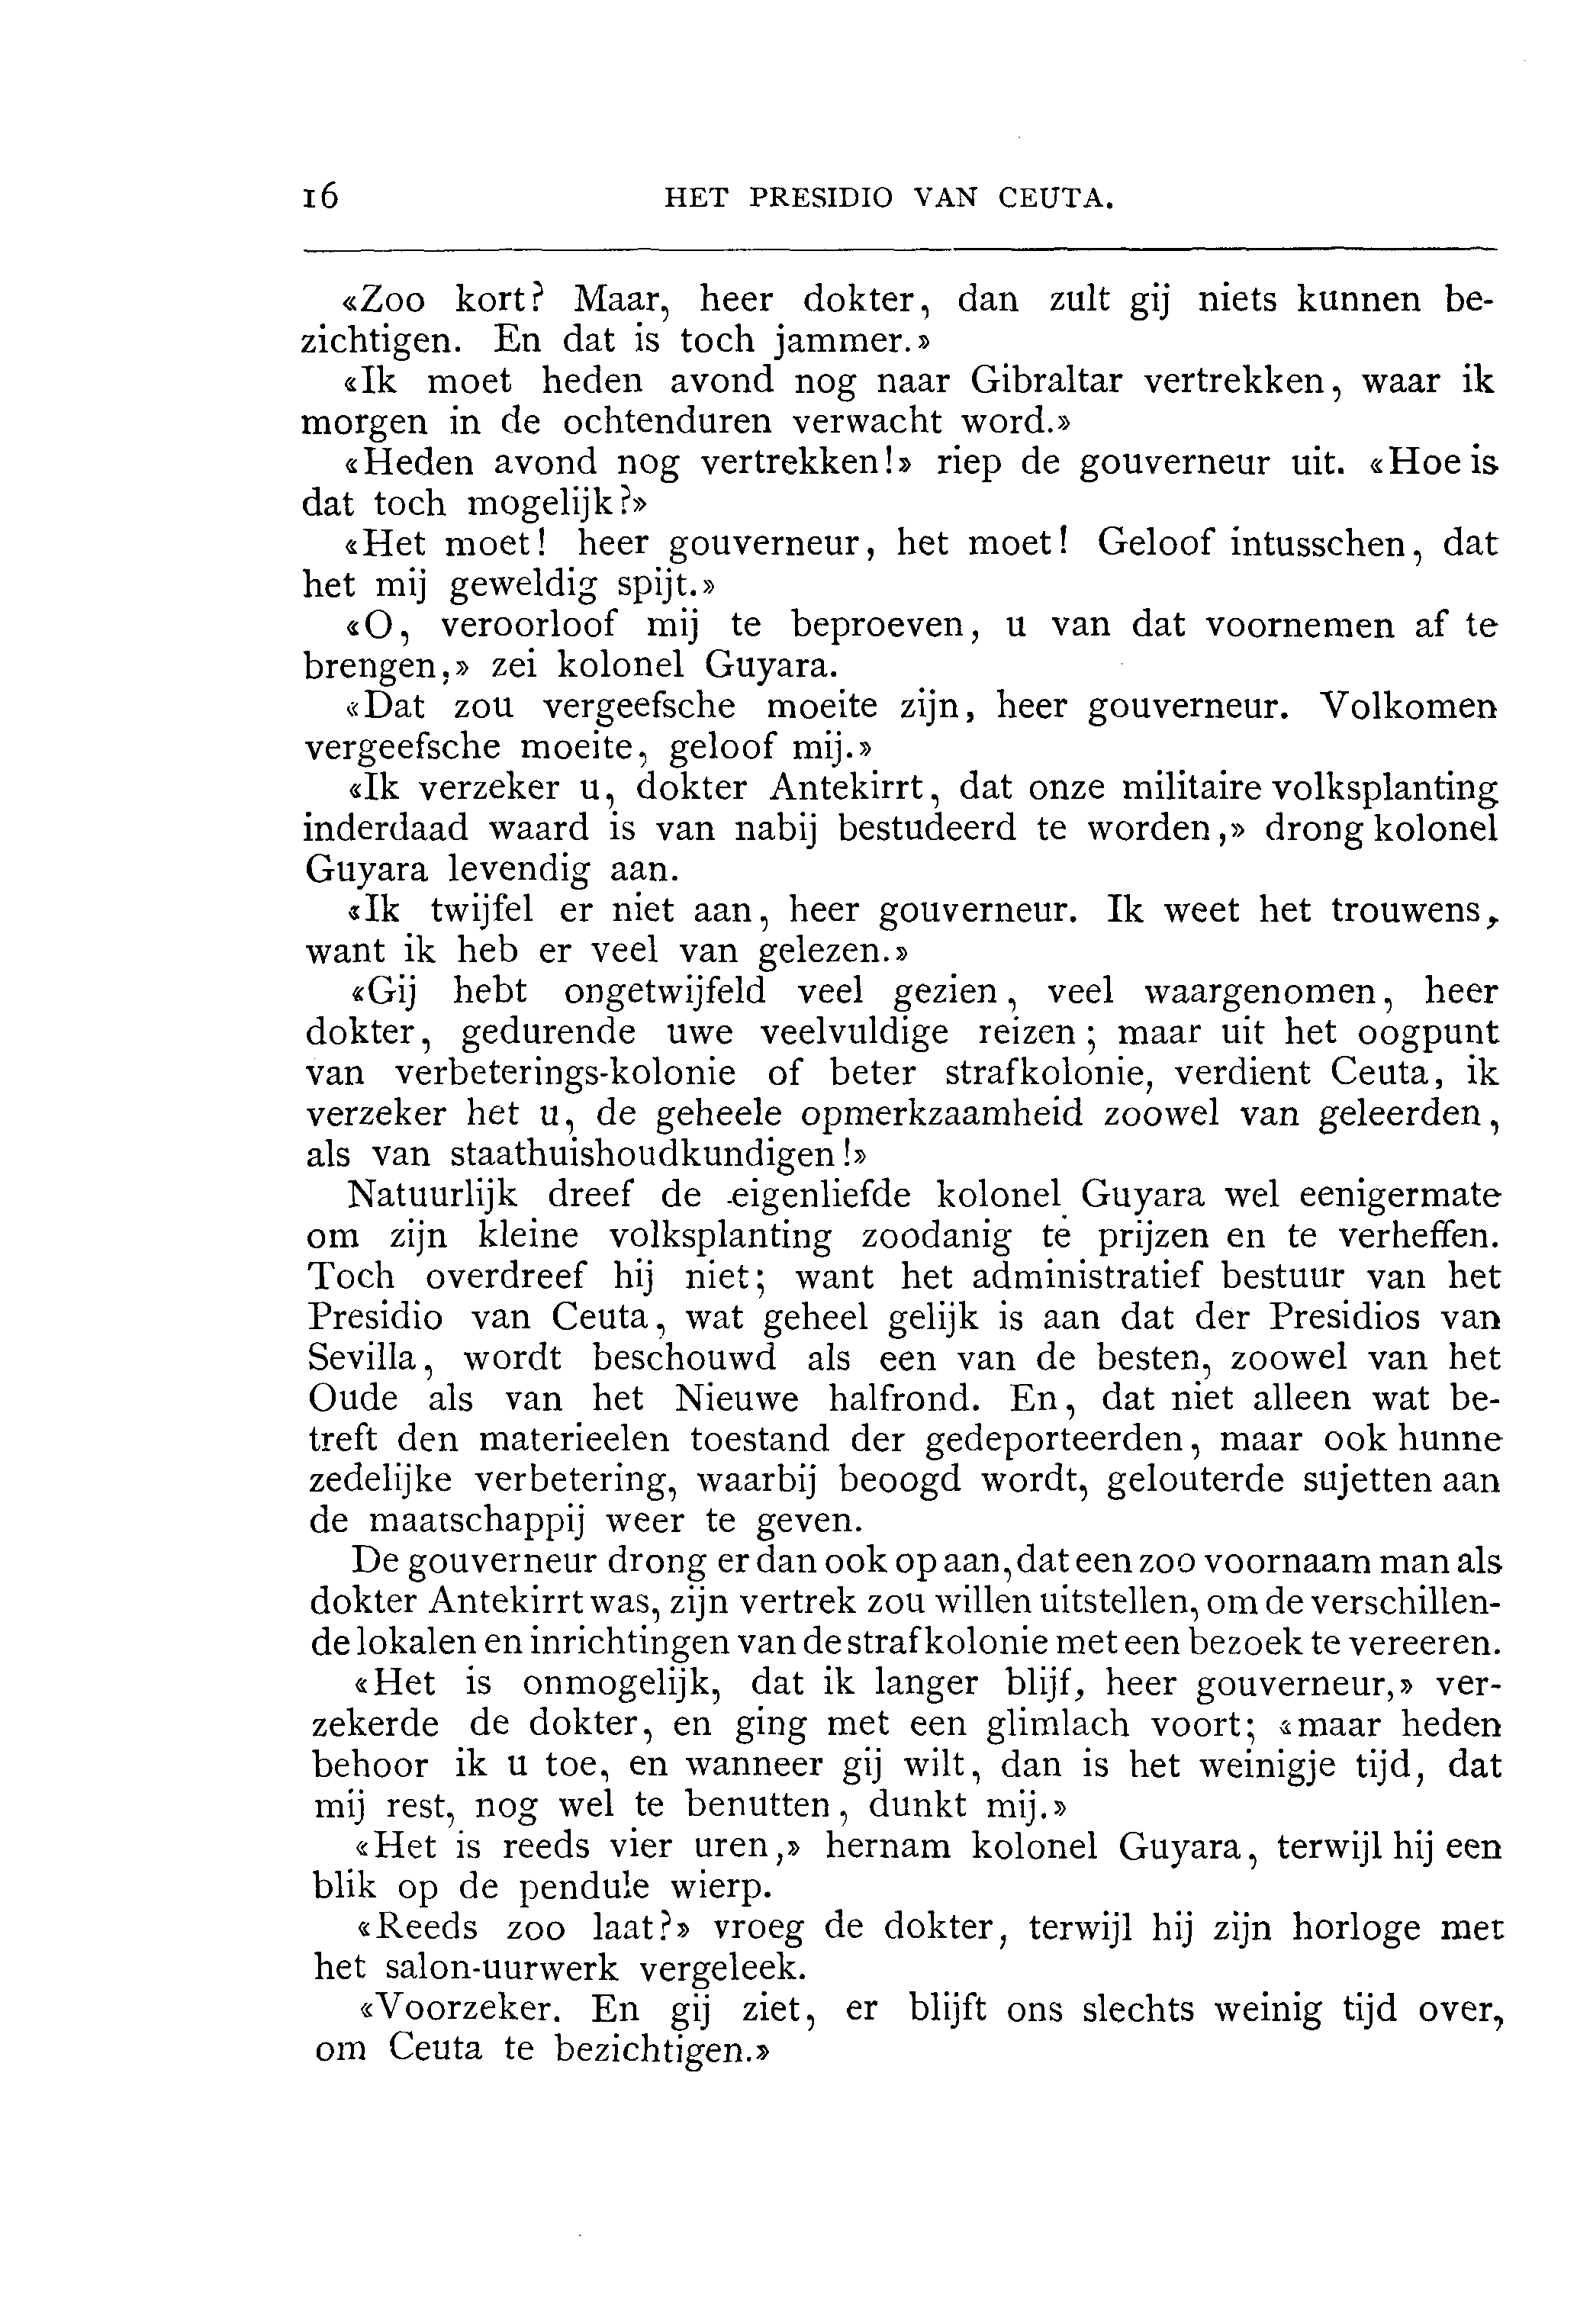 16 HET PRESIDIO VAN CEUTA.
«Zoo kort? Maar, heer dokter, dan zult gij niets kunnen be-
zichtigen. En dat is toch jammer.»
«Ik moet heden avond nog naar Gibraltar vertrekken, waar ik
morgen in de ochtenduren verwacht word.»
«Heden avond nog vertrekken!» riep de gouverneur uit. «Hoe is
dat toch mogelijk?»
«Het moet! heer gouverneur, het moet! Geloof intusschen, dat
het mij geweldig spijt.»
«O, veroorloof mij te beproeven, u van dat voornemen af te
brengen,» zei kolonel Guyara.
«Dat zou vergeefsche moeite zijn, heer gouverneur. Volkomen
vergeefsche moeite, geloof mij.»
«Ik verzeker u, dokter Antekirrt, dat onze militaire volksplanting
inderdaad waard is van nabij bestudeerd te worden,» drong kolonel
Guyara levendig aan.
«Ik twijfel er niet aan, heer gouverneur. Ik weet het trouwens,
want ik heb er veel van gelezen.»
«Gij hebt ongetwijfeld veel gezien, veel waargenomen, heer
dokter, gedurende uwe veelvuldige reizen; maar uit het oogpunt
van verbeterings-kolonie of beter strafkolonie, verdient Ceuta, ik
verzeker het u, de geheele opmerkzaamheid zoowel van geleerden,
als van staathuishoudkundigen!»
Natuurlijk dreef de eigenliefde kolonel Guyara wel eenigermate
om zijn kleine volksplanting zoodanig te prijzen en te verheffen.
Toch overdreef hij niet; want het administratief bestuur van het
Presidio van Ceuta, wat geheel gelijk is aan dat der Presidios van
Sevilla, wordt beschouwd als een van de besten, zoowel van het
Oude als van het Nieuwe halfrond. En, dat niet alleen wat be-
treft den materieelen toestand der gedeporteerden, maar ook hunne
zedelijke verbetering, waarbij beoogd wordt, gelouterde sujetten aan
de maatschappij weer te geven.
De gouverneur drong er dan ook op aan, dat een zoo voornaam man als
dokter Antekirrt was, zijn vertrek zou willen uitstellen, om de verschillen-
de lokalen en inrichtingen van de strafkolonie met een bezoek te vereeren.
«Het is onmogelijk, dat ik langer blijf, heer gouverneur,» ver-
zekerde de dokter, en ging met een glimlach voort; «maar heden
behoor ik u toe, en wanneer gij wilt, dan is het weinigje tijd, dat
mij rest, nog wel te benutten, dunkt mij.»
«Het is reeds vier uren,» hernam kolonel Guyara, terwijl hij een
blik op de pendule wierp.
«Reeds zoo laat?» vroeg de dokter, terwijl hij zijn horloge met
het salon-uurwerk vergeleek.
«Voorzeker. En gij ziet, er blijft ons slechts weinig tijd over,
om Ceuta te bezichtigen.»